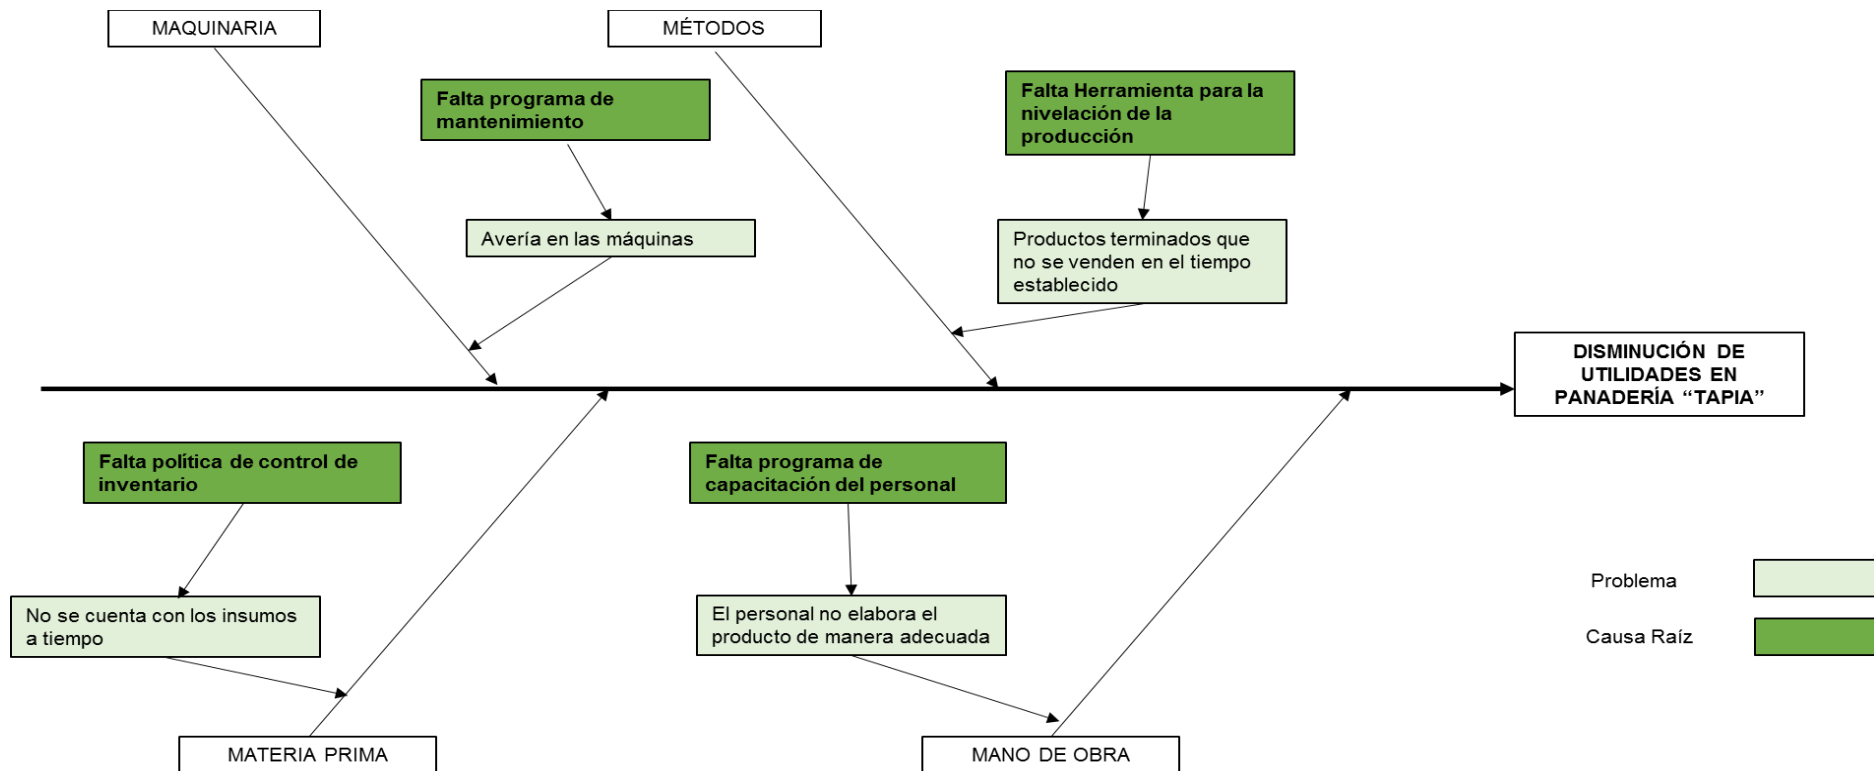 MAQUINARIA
MÉTODOS
Falta programa de
mantenimiento
Falta Herramienta para la
nivelación de la
producción
Avería en las máquinas
Productos terminados que
no se venden en el tiempo
establecido
DISMINUCIÓN DE
UTILIDADES EN
PANADERÍA “TAPIA”
Falta política de control de
inventario
Falta programa de
capacitación del personal
No se cuenta con los insumos
a tiempo
El personal no elabora el
producto de manera adecuada
Problema
Causa Raíz
MATERIA PRIMA
MANO DE OBRA